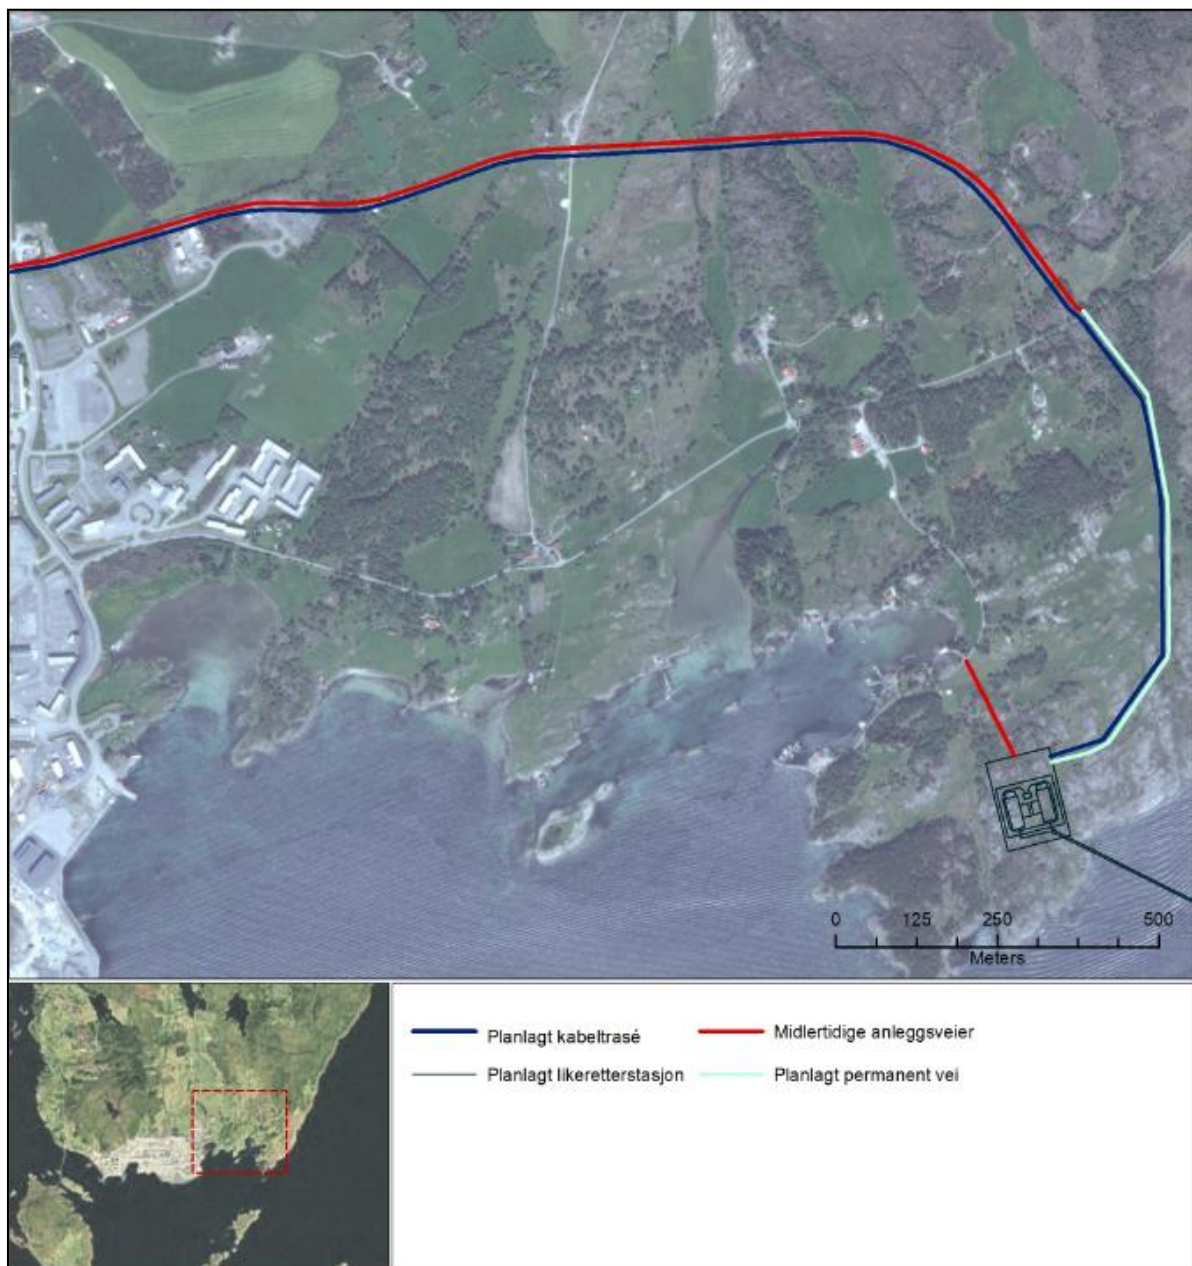 0 125 250 500
Meters
Planlagt kabeltrasé
Midlertidige anleggsveier
Planlagt likeretterstasjon
Planlagt permanent vei